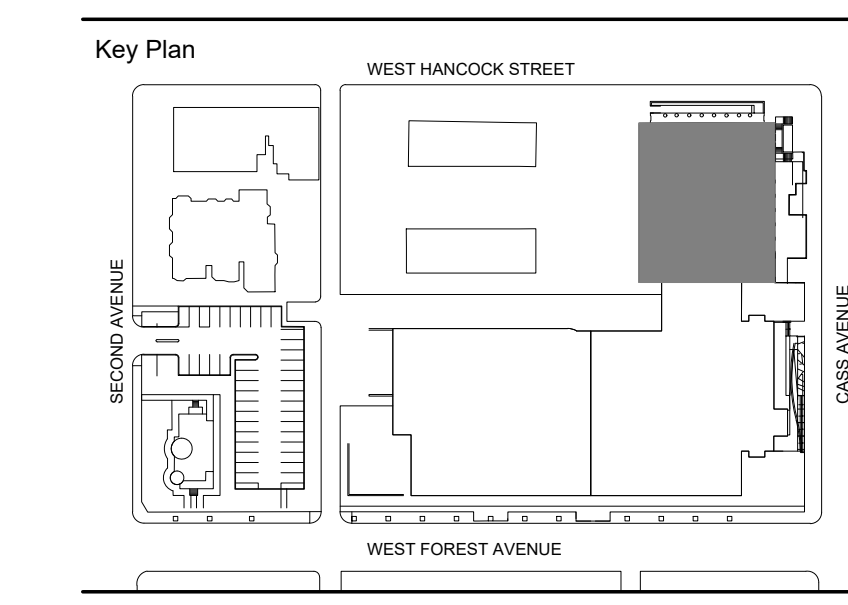 Key Plan
WEST HANCOCK STREET
SECOND AVENUE
CASS AVENUE
WEST FOREST AVENUE